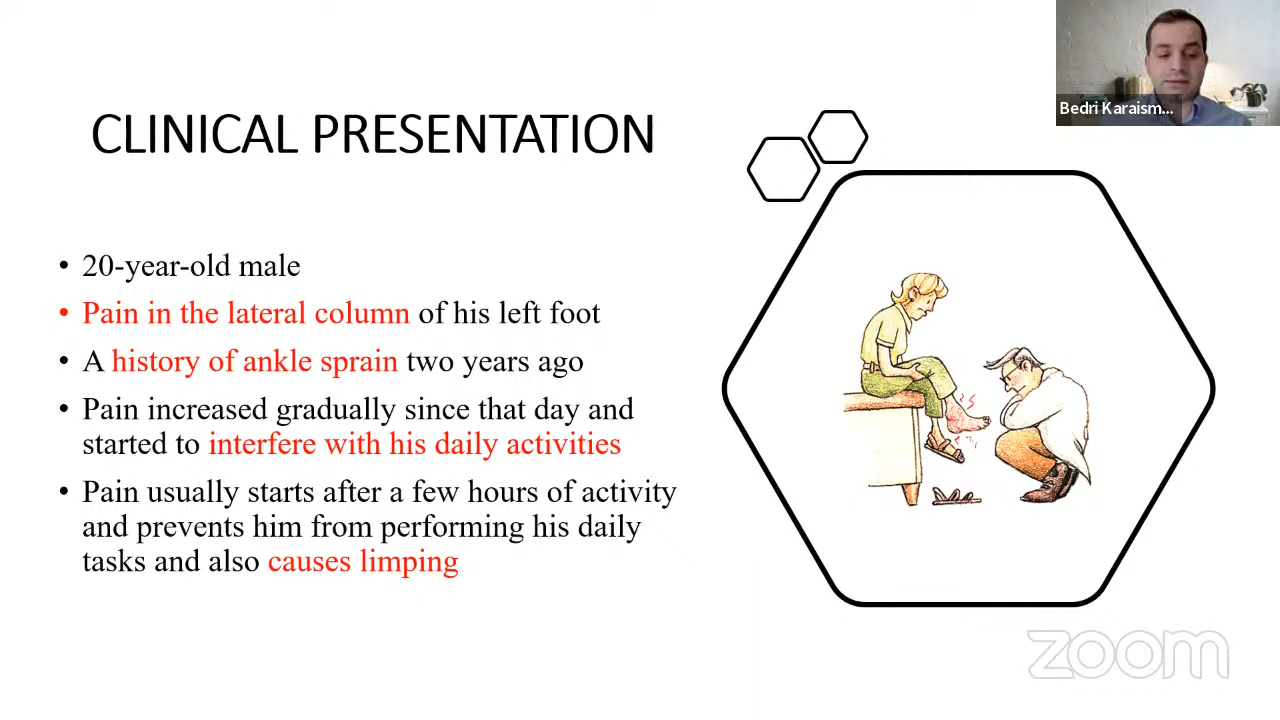 Bedri Karaism...
CLINICAL PRESENTATION
• 20-year-old male
• Pain in the lateral column of his left foot
• A history of ankle sprain two years ago
• Pain increased gradually since that day and
started to interfere with his daily activities
• Pain usually starts after a few hours of activity
and prevents him from performing his daily
tasks and also causes limping
zoom